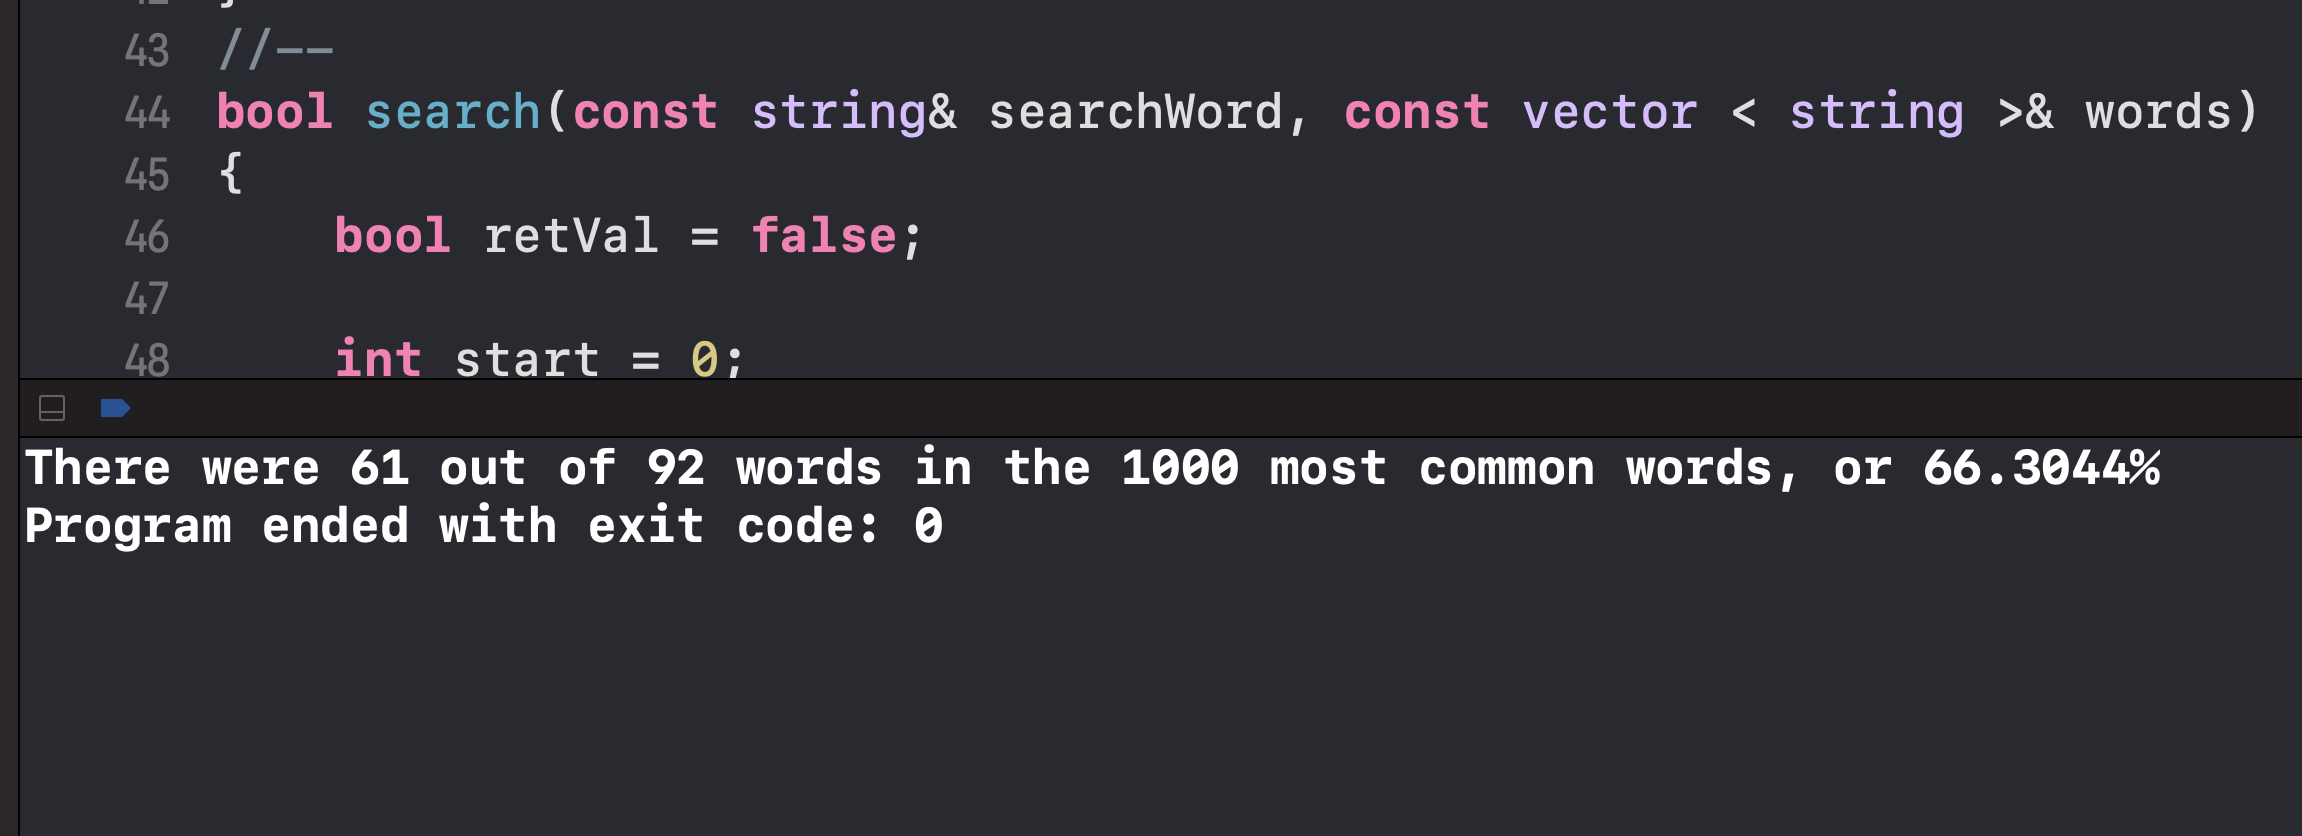 43 //--
44 bool search(const string& searchWord, const vector < string >& words)
45 {
46 bool retVal = false;
47
48 int start = 0;
There were 61 out of 92 words in the 1000 most common words, or 66.3044%
Program ended with exit code: 0